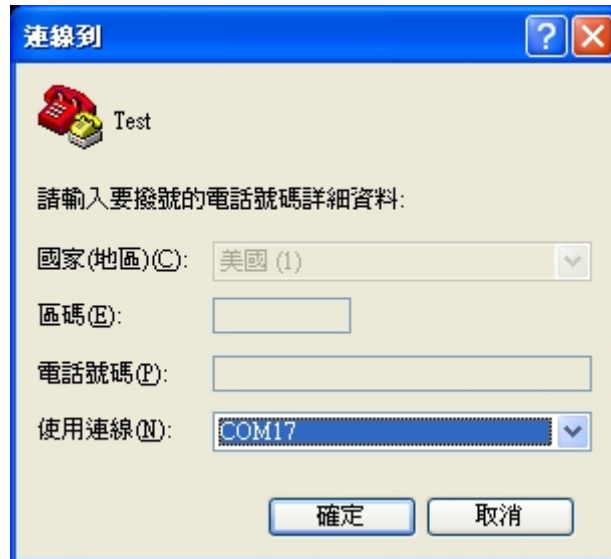 連線到
Test
請輸入要撥號的電話號碼詳細資料:
國家(地區)(C): 美國 (1)
區碼(E):
電話號碼(P):
使用連線(N): COM17
確定 取消